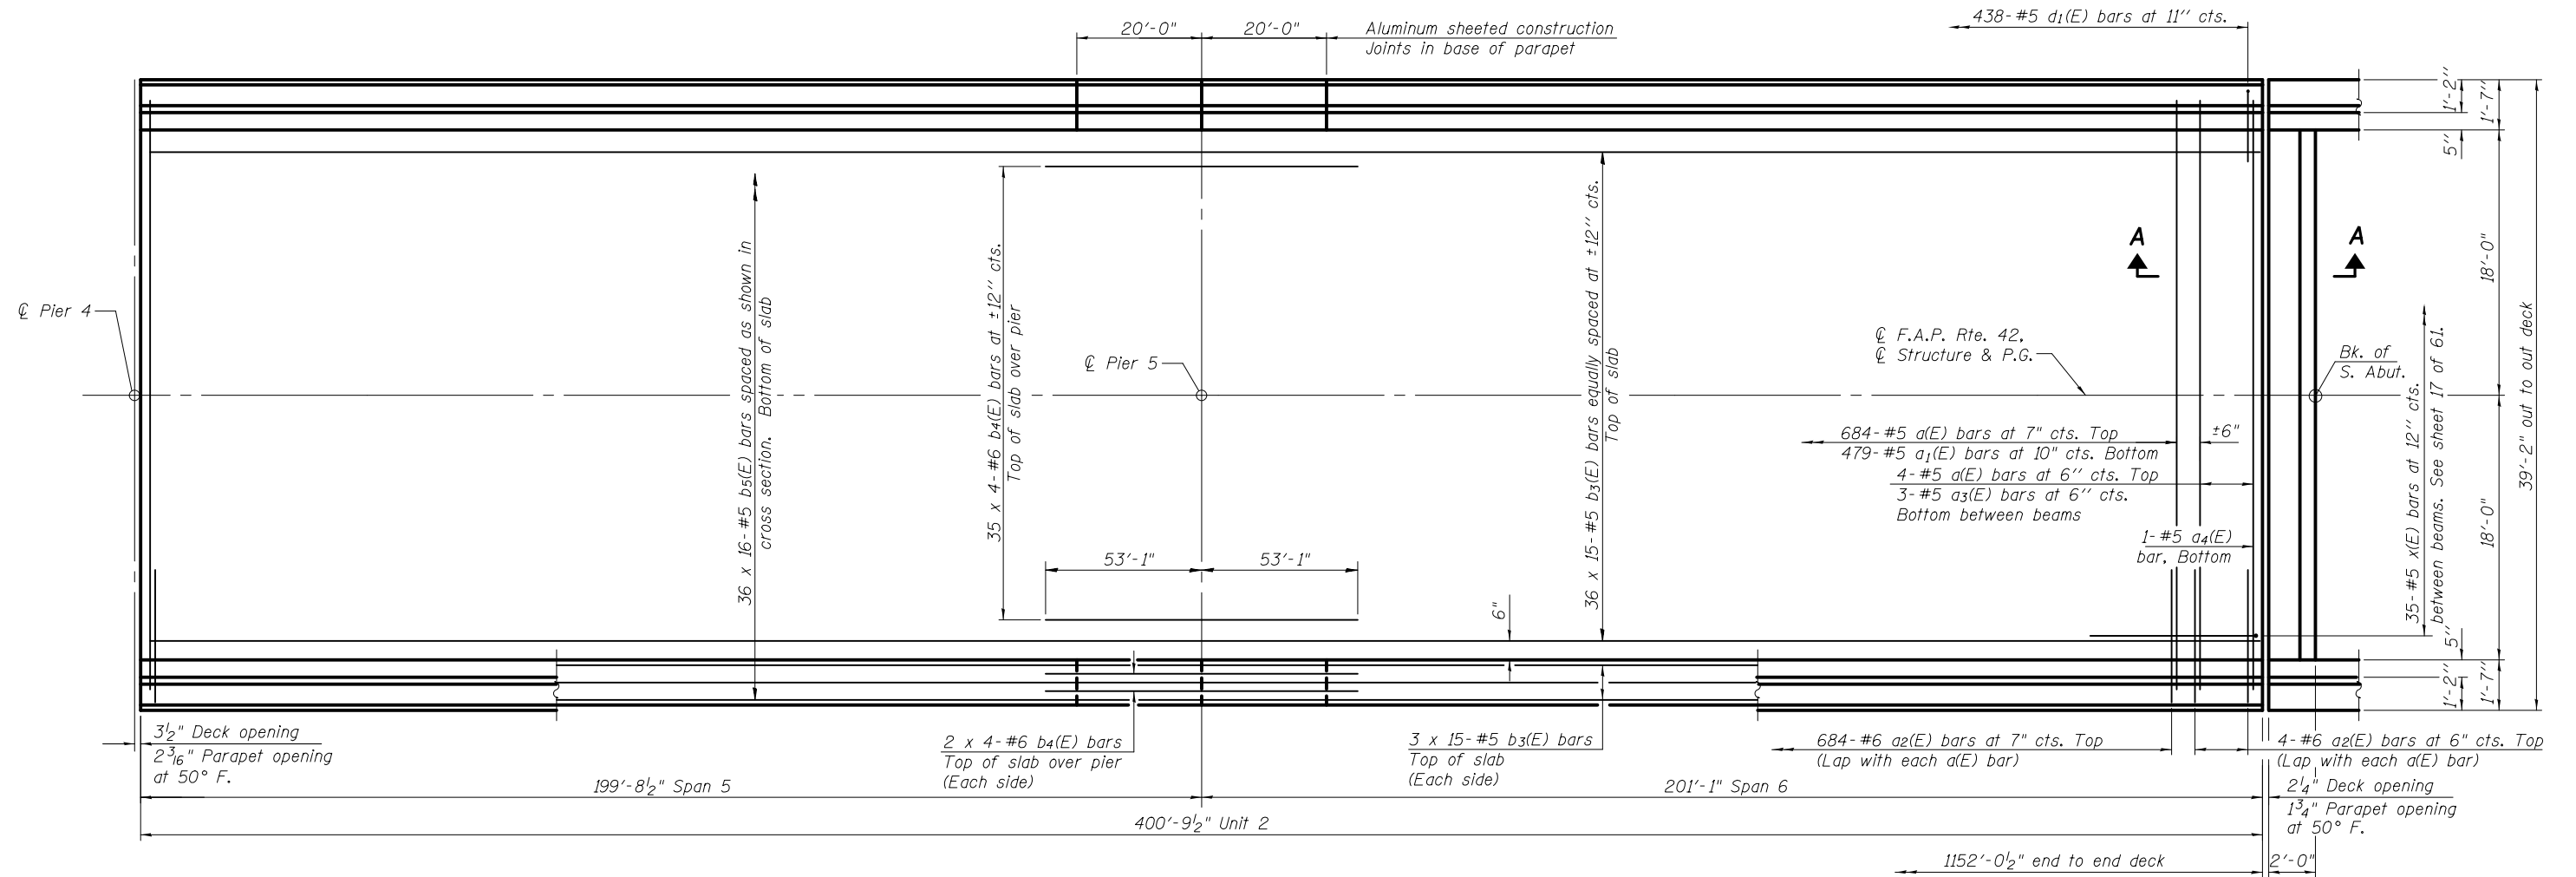 438-#5 d1(E) bars at 11'' cts.
20'-0"
20'-0"
Aluminum sheeted construction
Joints in base of parapet
1'-2''
1'-7''
5''
36 x 16-#5 b5(E) bars spaced as shown in
cross section. Bottom of slab
35 x 4-#6 b4(E) bars at ±12'' cts.
Top of slab over pier
36 x 15-#5 b3(E) bars equally spaced at ±12'' cts.
Top of slab
A
A
18'-0"
℄ Pier 4
℄ Pier 5
℄ F.A.P. Rte. 42,
℄ Structure & P.G.
Bk. of
S. Abut.
35-#5 x(E) bars at 12'' cts.
between beams. See sheet 17 of 61.
39'-2" out to out deck
684-#5 a(E) bars at 7" cts. Top
479-#5 a1(E) bars at 10" cts. Bottom
±6"
4-#5 a(E) bars at 6'' cts. Top
3-#5 a3(E) bars at 6'' cts.
Bottom between beams
1-#5 a4(E)
bar, Bottom
18'-0"
53'-1"
53'-1"
6"
5''
1'-2''
1'-7''
3½" Deck opening
2 3/16" Parapet opening
at 50° F.
2 x 4-#6 b4(E) bars
Top of slab over pier
(Each side)
3 x 15-#5 b3(E) bars
Top of slab
(Each side)
684-#6 a2(E) bars at 7" cts. Top
(Lap with each a(E) bar)
4-#6 a2(E) bars at 6" cts. Top
(Lap with each a(E) bar)
199'-8½" Span 5
201'-1" Span 6
2¼" Deck opening
1¾" Parapet opening
at 50° F.
400'-9½" Unit 2
1152'-0½" end to end deck
2'-0"